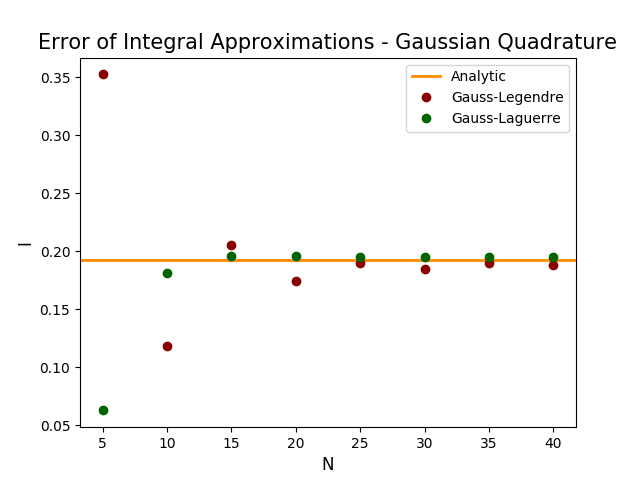 Error of Integral Approximations - Gaussian Quadrature
Analytic
Gauss-Legendre
Gauss-Laguerre
0.35
0.30
0.25
0.20
0.15
0.10
0.05
I
5 10 15 20 25 30 35 40
N